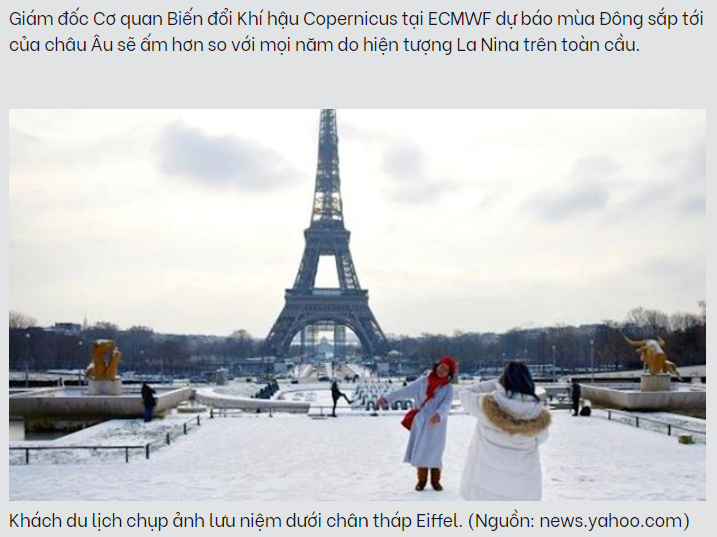 Giám đốc Cơ quan Biến đổi Khí hậu Copernicus tại ECMWF dự báo mùa Đông sắp tới
của châu Âu sẽ ấm hơn so với mọi năm do hiện tượng La Nina trên toàn cầu.
Khách du lịch chụp ảnh lưu niệm dưới chân tháp Eiffel. (Nguồn: news.yahoo.com)